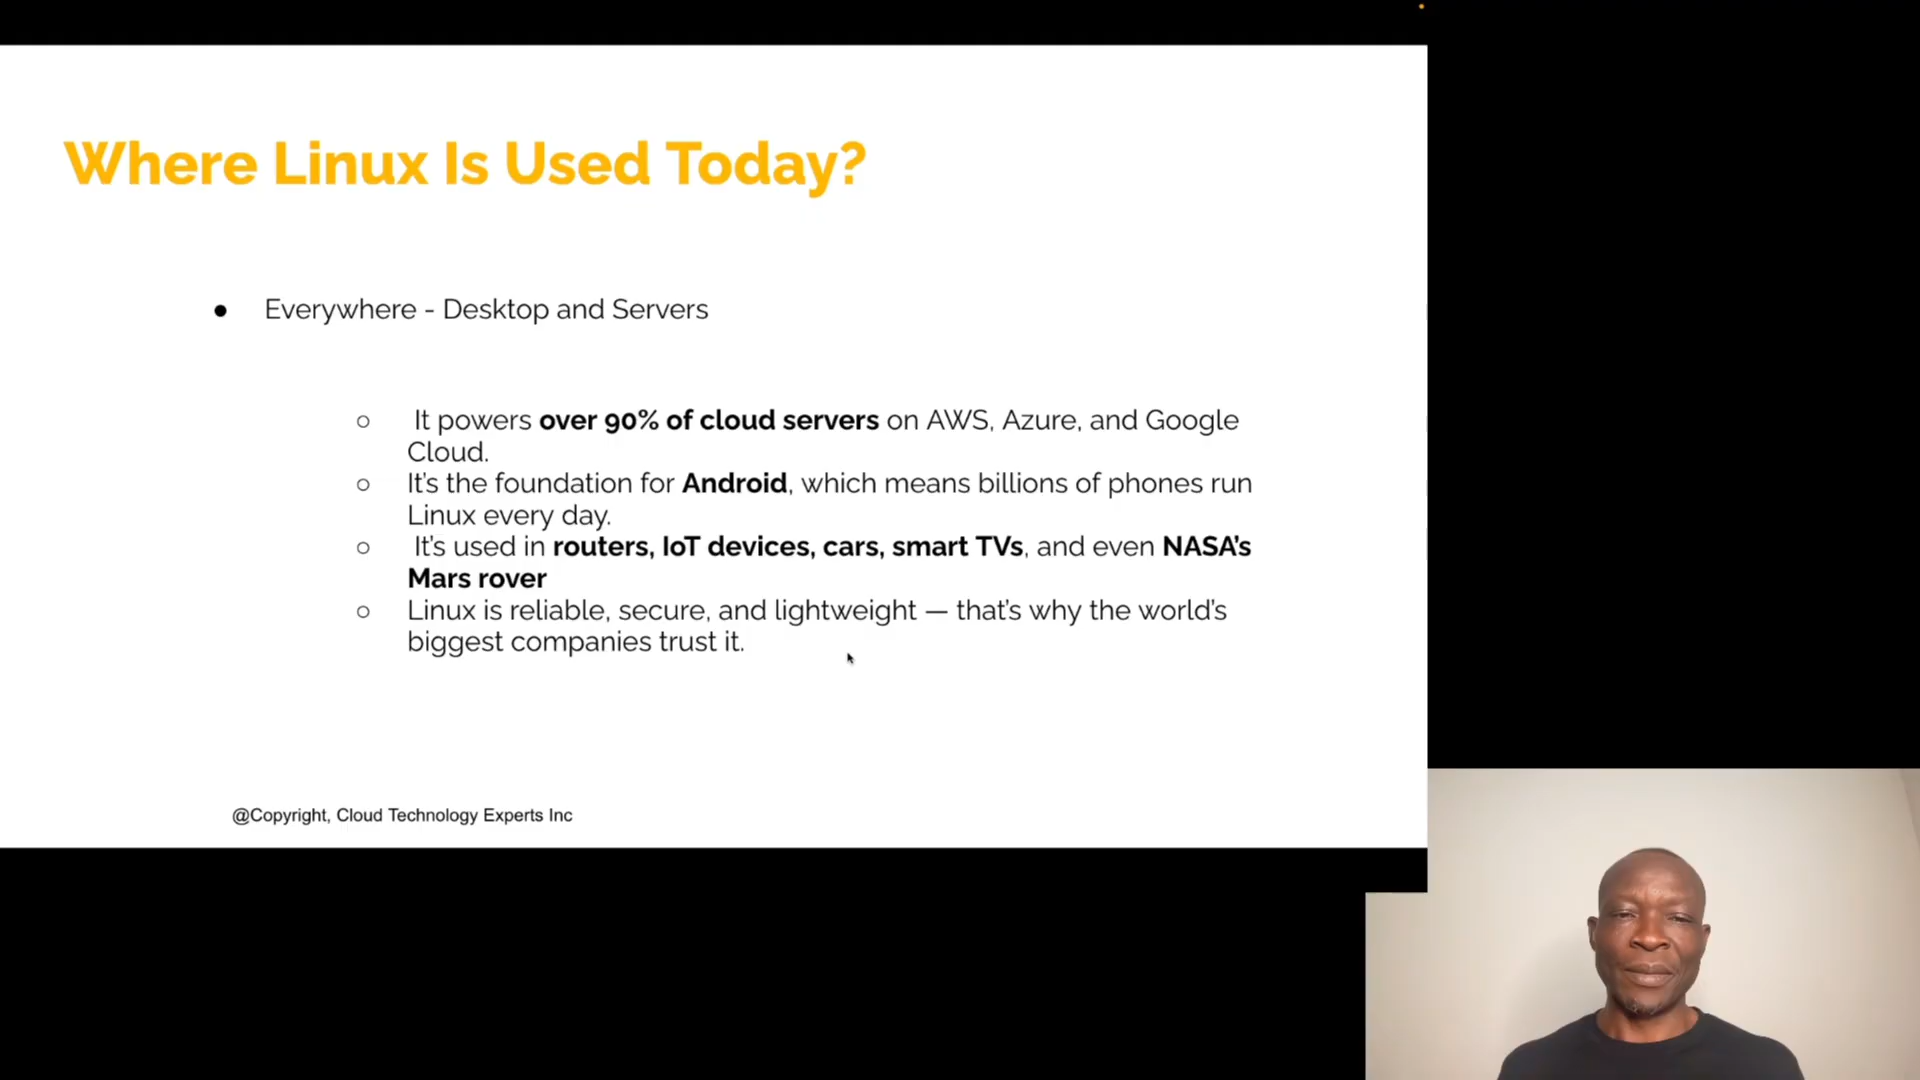 Where Linux Is Used Today?
● Everywhere - Desktop and Servers
○ It powers over 90% of cloud servers on AWS, Azure, and Google
Cloud.
○ It’s the foundation for Android, which means billions of phones run
Linux every day.
○ It’s used in routers, IoT devices, cars, smart TVs, and even NASA’s
Mars rover
○ Linux is reliable, secure, and lightweight — that’s why the world’s
biggest companies trust it.
@Copyright, Cloud Technology Experts Inc